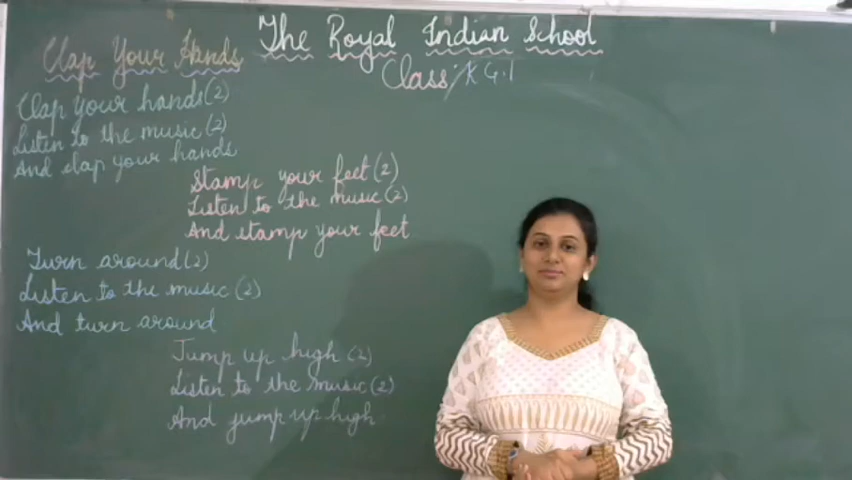 The Royal Indian School
Class: KG.1
Clap Your Hands
Clap your hands (2)
Listen to the music (2)
And clap your hands
Stamp your feet (2)
Listen to the music (2)
And stamp your feet
Turn around (2)
Listen to the music (2)
And turn around
Jump up high (2)
Listen to the music (2)
And jump up high